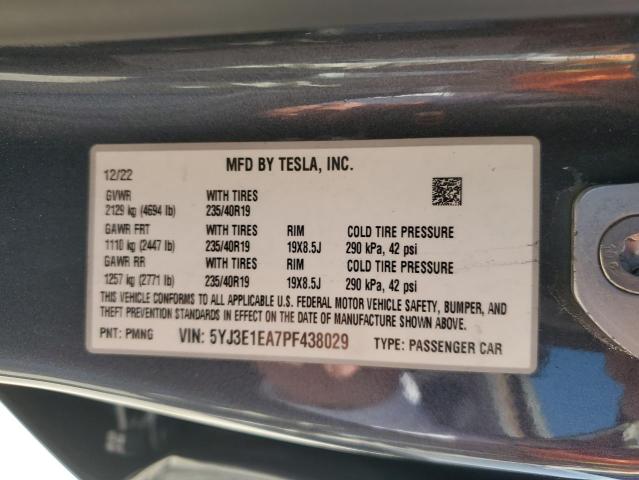 MFD BY TESLA, INC.
12/22
GVWR WITH TIRES
2129 kg (4694 lb) 235/40R19
GAWR FRT WITH TIRES RIM COLD TIRE PRESSURE
1110 kg (2447 lb) 235/40R19 19X8.5J 290 kPa, 42 psi
GAWR RR WITH TIRES RIM COLD TIRE PRESSURE
1257 kg (2771 lb) 235/40R19 19X8.5J 290 kPa, 42 psi
THIS VEHICLE CONFORMS TO ALL APPLICABLE U.S. FEDERAL MOTOR VEHICLE SAFETY, BUMPER, AND
THEFT PREVENTION STANDARDS IN EFFECT ON THE DATE OF MANUFACTURE SHOWN ABOVE.
PNT: PMNG VIN: 5YJ3E1EA7PF438029 TYPE: PASSENGER CAR